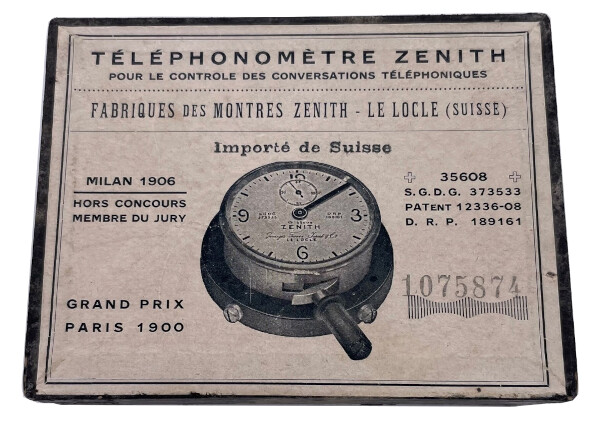 TÉLÉPHONOMÈTRE ZENITH
POUR LE CONTROLE DES CONVERSATIONS TÉLÉPHONIQUES
FABRIQUES DES MONTRES ZENITH - LE LOCLE (SUISSE)
Importé de Suisse
MILAN 1906
HORS CONCOURS
MEMBRE DU JURY
GRAND PRIX
PARIS 1900
12
9
3
6
ZENITH
LE LOCLE
35608
S.G.D.G. 373533
PATENT 12336-08
D. R. P. 189161
1075874